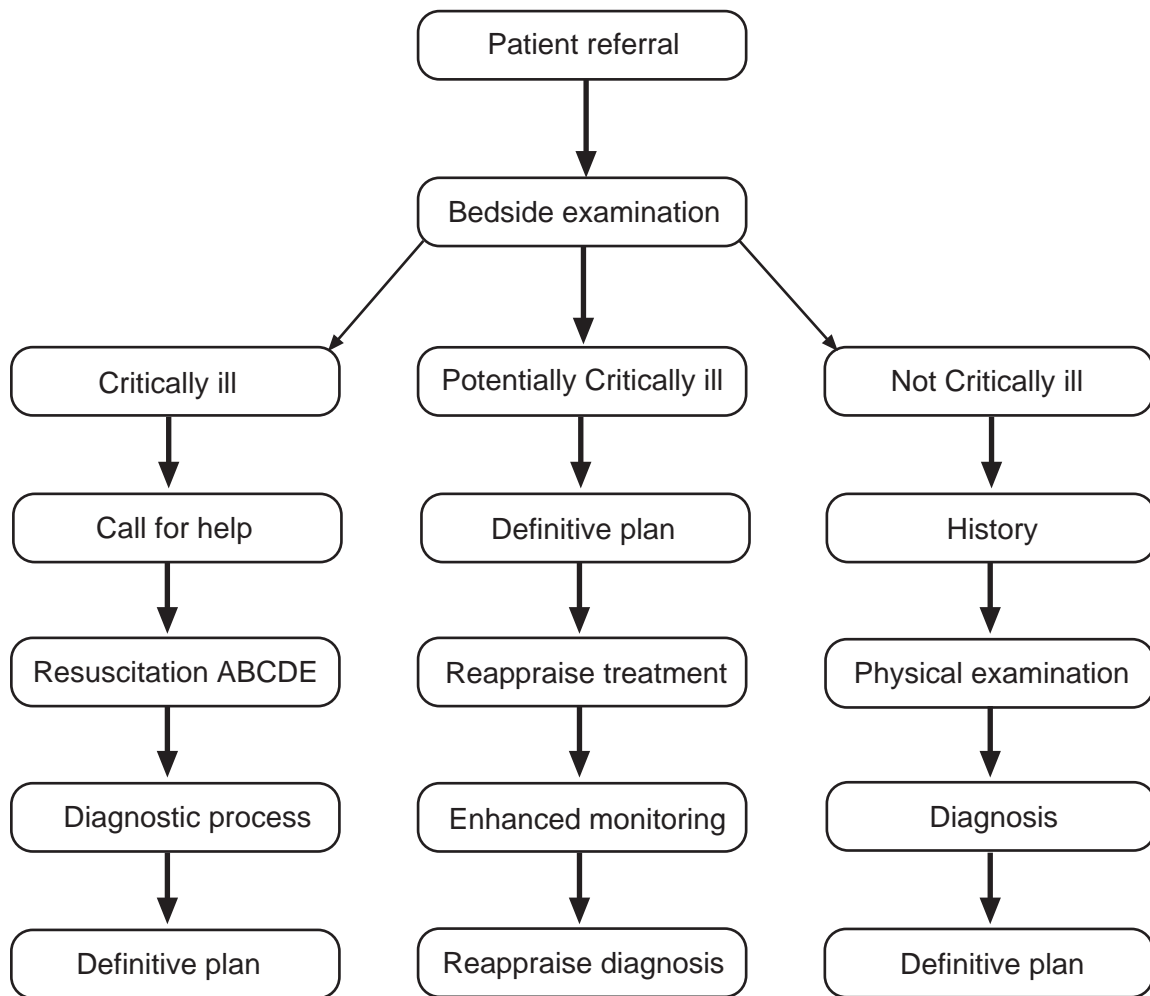 Patient referral
Bedside examination
Critically ill
Potentially Critically ill
Not Critically ill
Call for help
Definitive plan
History
Resuscitation ABCDE
Reappraise treatment
Physical examination
Diagnostic process
Enhanced monitoring
Diagnosis
Definitive plan
Reappraise diagnosis
Definitive plan